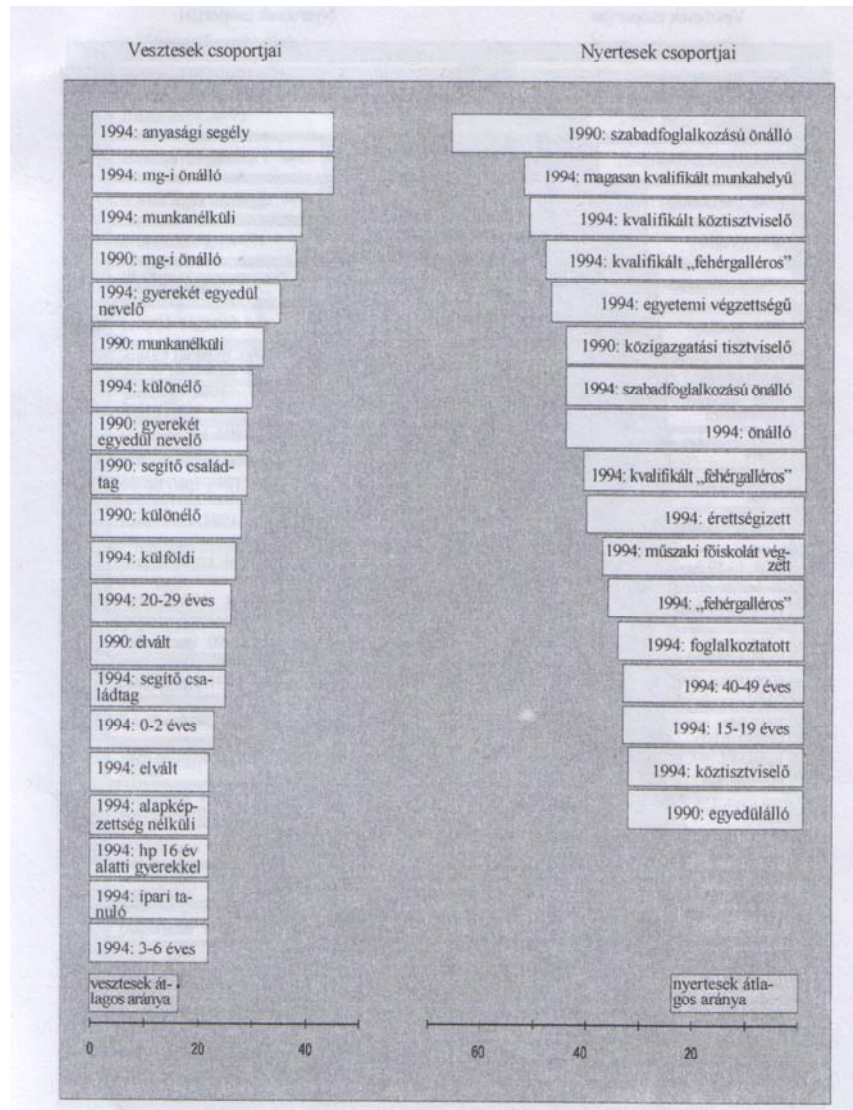 Vesztesek csoportjai
1994: anyasági segély
1994: mg-i önálló
1994: munkanélküli
1990: mg-i önálló
1994: gyerekét egyedül
nevelő
1990: munkanélküli
1994: különélő
1990: gyerekét
egyedül nevelő
1990: segítő család-
tag
1990: különélő
1994: külföldi
1994: 20-29 éves
1990: elvált
1994: segítő csa-
ládtag
1994: 0-2 éves
1994: elvált
1994: alapkép-
zettség nélküli
1994: hp 16 év
alatti gyerekkel
1994: ipari ta-
nuló
1994: 3-6 éves
vesztesek át-
lagos aránya
0 20 40
Nyertesek csoportjai
1990: szabadfoglalkozású önálló
1994: magasan kvalifikált munkahelyű
1994: kvalifikált köztisztviselő
1994: kvalifikált „fehérgalléros”
1994: egyetemi végzettségű
1990: közigazgatási tisztviselő
1994: szabadfoglalkozású önálló
1994: önálló
1994: kvalifikált „fehérgalléros”
1994: érettségizett
1994: műszaki főiskolát vég-
zett
1994: „fehérgalléros”
1994: foglalkoztatott
1994: 40-49 éves
1994: 15-19 éves
1994: köztisztviselő
1990: egyedülálló
nyertesek átla-
gos aránya
60 40 20